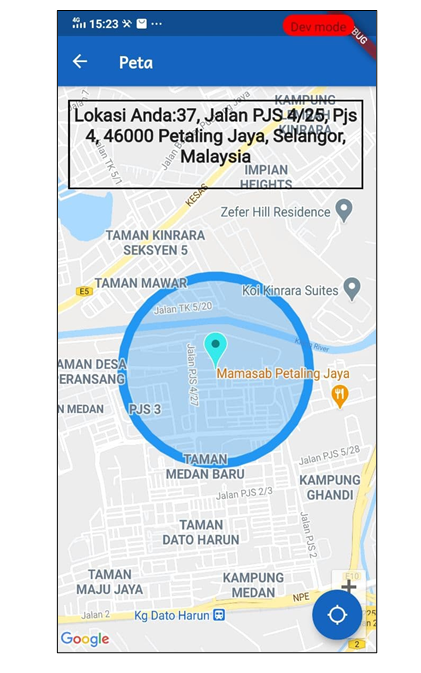 4G 15:23
Dev mode
BUG
Peta
Lokasi Anda:37, Jalan PJS 4/25, Pjs
4, 46000 Petaling Jaya, Selangor,
Malaysia
KAMPUNG
KINRARA
Jalan TK 5/1
KESAS
IMPIAN
HEIGHTS
Zefer Hill Residence
TAMAN KINRARA
SEKSYEN 5
E5
TAMAN MAWAR
Koi Kinrara Suites
Jalan TK 5/20
River
AMAN DESA
ERANGSANG
Jalan PJS 4/27
Mamasab Petaling Jaya
N MEDAN
PJS 3
TAMAN
MEDAN BARU
Jalan PJS 5/28
KAMPUNG
GHANDI
Jalan PJS 2/3
TAMAN
DATO HARUN
Jalan PJS 2
TAMAN
MAJU JAYA
KAMPUNG
MEDAN
E10
NPE
Jalan 2
Kg Dato Harun
2
Google